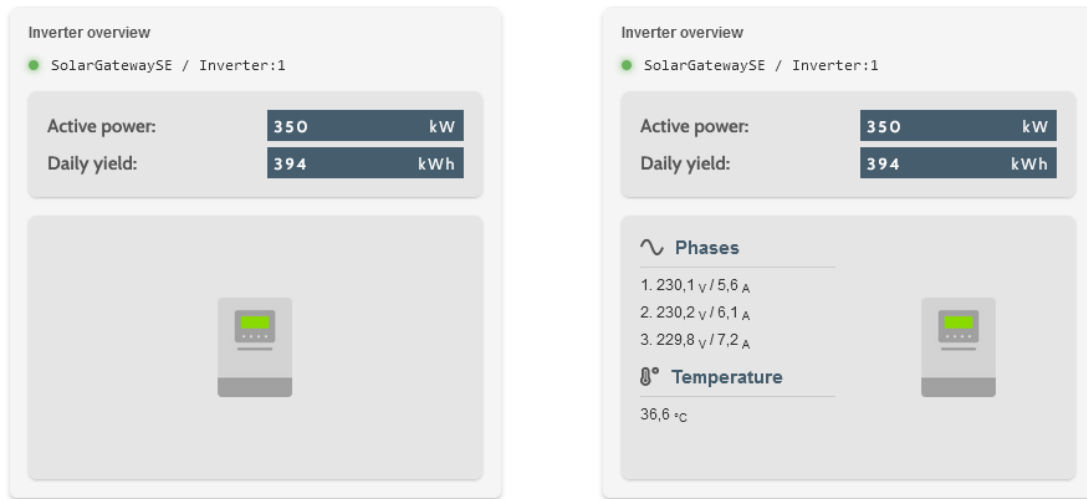 Inverter overview
SolarGatewaySE / Inverter:1
Active power: 350 kW
Daily yield: 394 kWh
Inverter overview
SolarGatewaySE / Inverter:1
Active power: 350 kW
Daily yield: 394 kWh
Phases
1. 230,1 V / 5,6 A
2. 230,2 V / 6,1 A
3. 229,8 V / 7,2 A
Temperature
36,6 °C